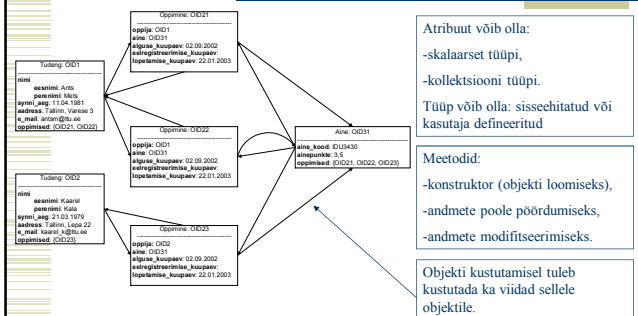 Oppimine: OID21
oppija: OID1
aine: OID31
alguse_kuupaev: 02.09.2002
eelregistreerimise_kuupaev:
lopetamise_kuupaev: 22.01.2003
Tudeng: OID1
nimi
eesnimi: Ants
perenimi: Mets
synni_aeg: 11.04.1981
aadress: Tallinn, Varese 3
e_mail: antsm@ttu.ee
oppimised: {OID21, OID22}
Oppimine: OID22
oppija: OID1
aine: OID31
alguse_kuupaev: 02.09.2002
eelregistreerimise_kuupaev:
lopetamise_kuupaev: 22.01.2003
Aine: OID31
aine_kood: IDU3430
ainepunkte: 3,5
oppimised: {OID21, OID22, OID23}
Tudeng: OID2
nimi
eesnimi: Kaarel
perenimi: Kala
synni_aeg: 21.03.1979
aadress: Tallinn, Lepa 22
e_mail: kaarel_k@ttu.ee
oppimised: {OID23}
Oppimine: OID23
oppija: OID2
aine: OID31
alguse_kuupaev: 02.09.2002
eelregistreerimise_kuupaev:
lopetamise_kuupaev: 22.01.2003
Atribuut võib olla:
-skalaarset tüüpi,
-kollektsiooni tüüpi.
Tüüp võib olla: sisseehitatud või
kasutaja defineeritud
Meetodid:
-konstruktor (objekti loomiseks),
-andmete poole pöördumiseks,
-andmete modifitseerimiseks.
Objekti kustutamisel tuleb
kustutada ka viidad sellele
objektile.